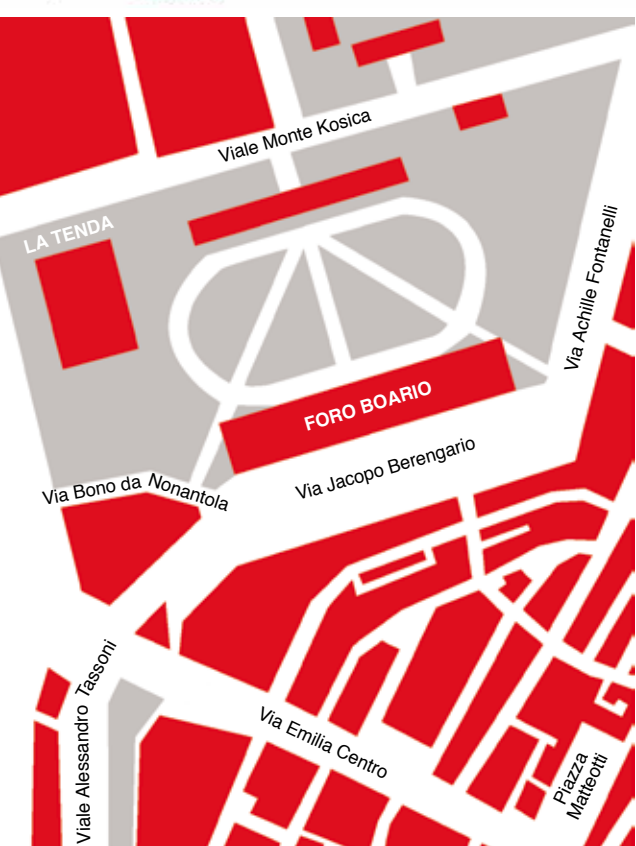 Viale Monte Kosica
LA TENDA
Via Achille Fontanelli
FORO BOARIO
Via Jacopo Berengario
Via Bono da Nonantola
Viale Alessandro Tassoni
Via Emilia Centro
Piazza
Matteotti